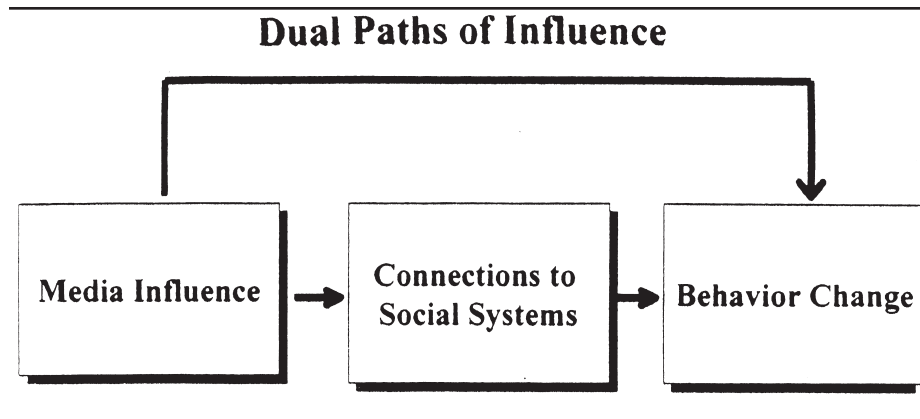 Dual Paths of Influence
Media Influence
Connections to
Social Systems
Behavior Change